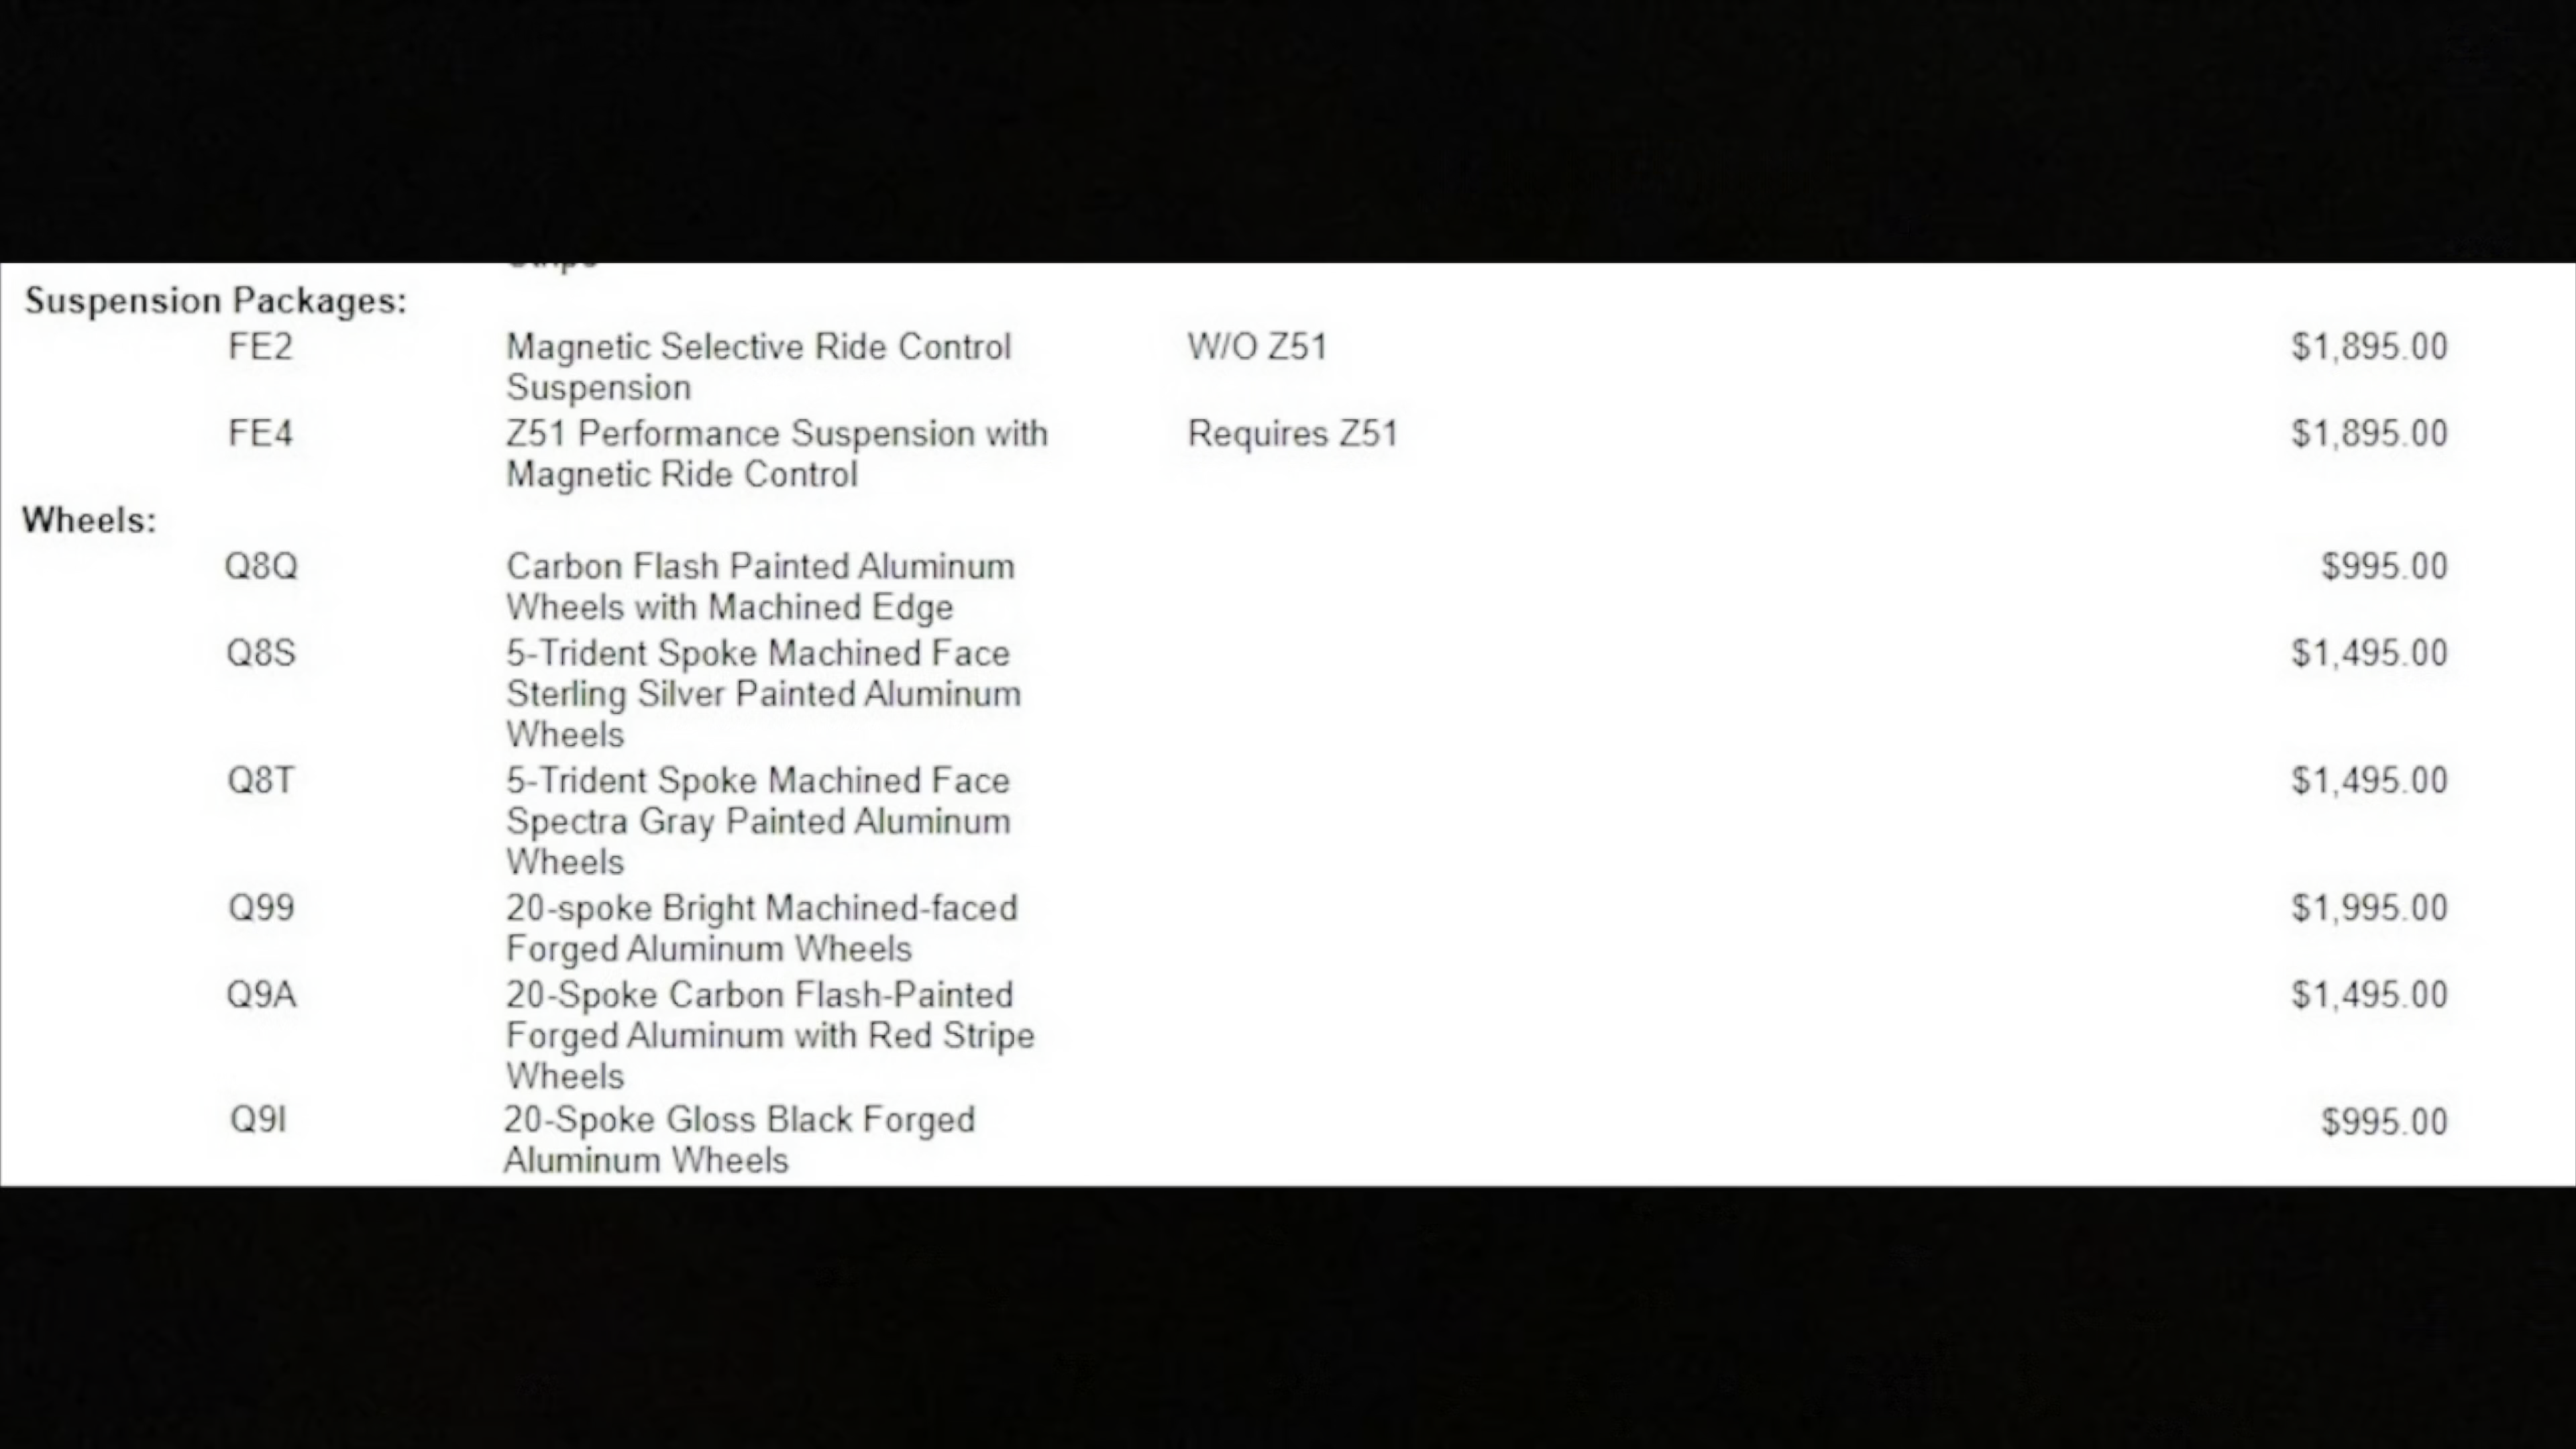 Suspension Packages:
FE2 Magnetic Selective Ride Control W/O Z51 $1,895.00
Suspension
FE4 Z51 Performance Suspension with Requires Z51 $1,895.00
Magnetic Ride Control
Wheels:
Q8Q Carbon Flash Painted Aluminum $995.00
Wheels with Machined Edge
Q8S 5-Trident Spoke Machined Face $1,495.00
Sterling Silver Painted Aluminum
Wheels
Q8T 5-Trident Spoke Machined Face $1,495.00
Spectra Gray Painted Aluminum
Wheels
Q99 20-spoke Bright Machined-faced $1,995.00
Forged Aluminum Wheels
Q9A 20-Spoke Carbon Flash-Painted $1,495.00
Forged Aluminum with Red Stripe
Wheels
Q9I 20-Spoke Gloss Black Forged $995.00
Aluminum Wheels